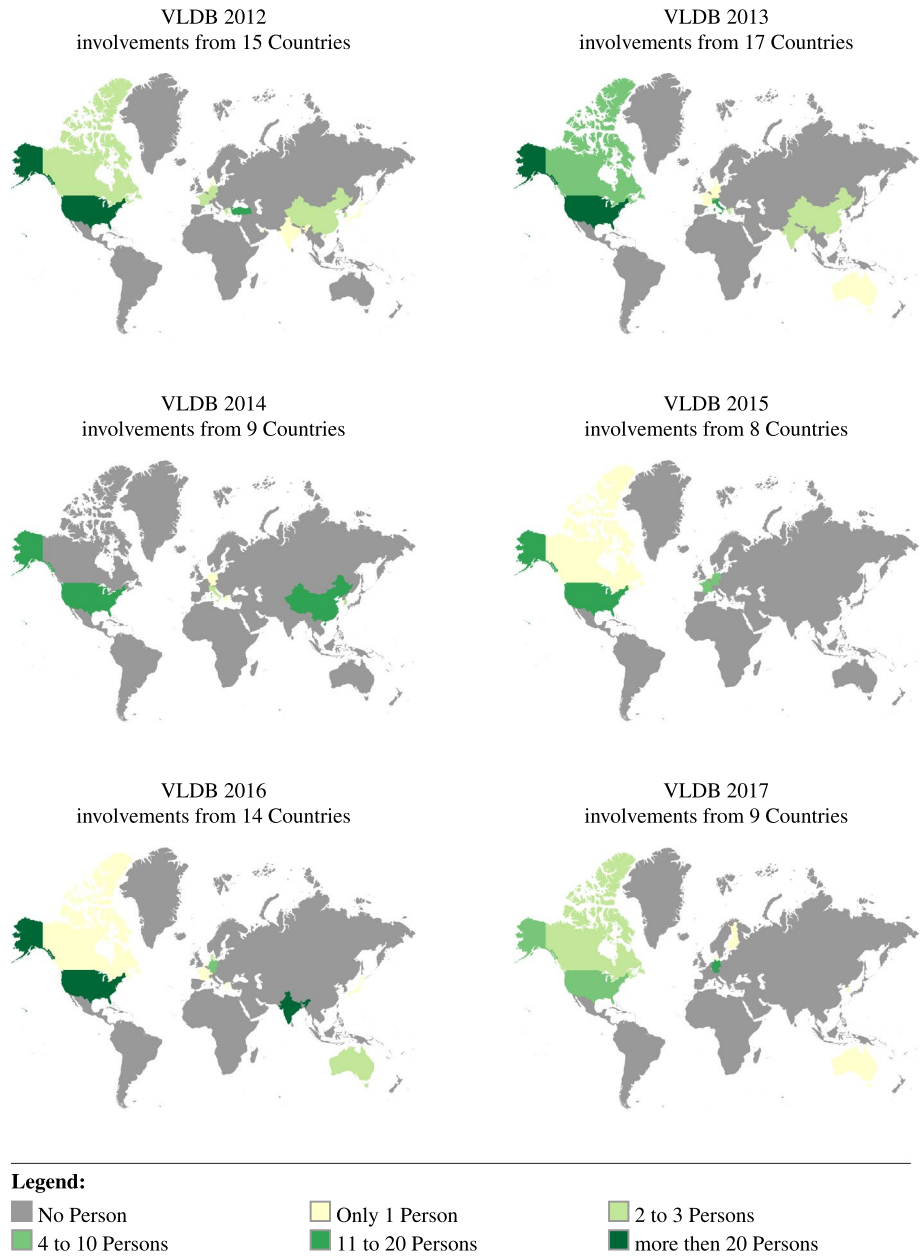 VLDB 2012
involvements from 15 Countries
VLDB 2013
involvements from 17 Countries
VLDB 2014
involvements from 9 Countries
VLDB 2015
involvements from 8 Countries
VLDB 2016
involvements from 14 Countries
VLDB 2017
involvements from 9 Countries
Legend:
No Person
Only 1 Person
2 to 3 Persons
4 to 10 Persons
11 to 20 Persons
more then 20 Persons